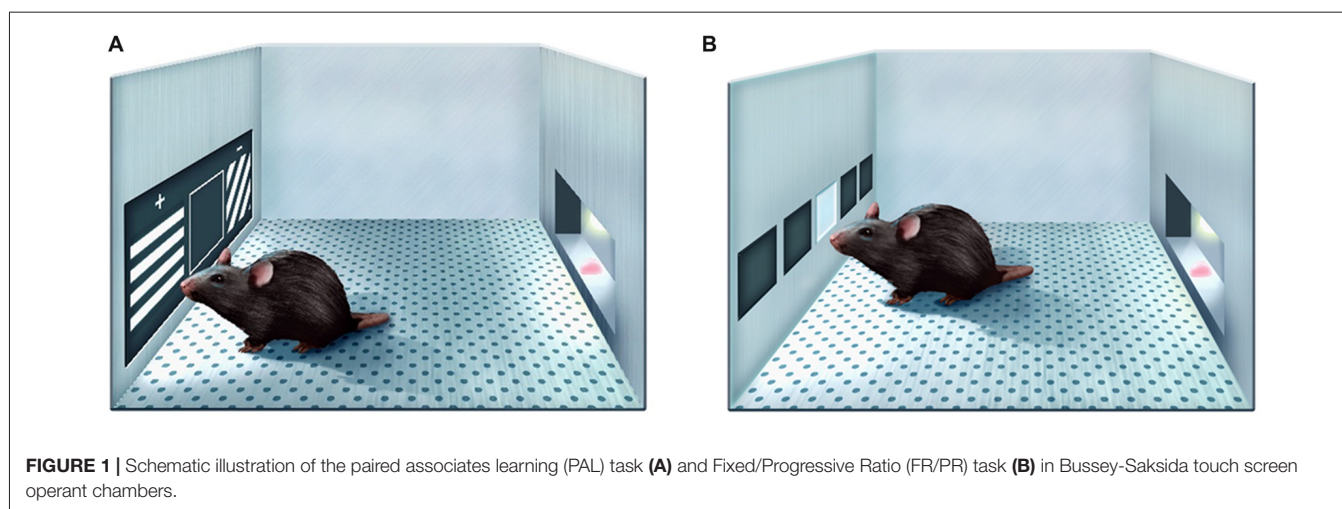 A
B
+
-
FIGURE 1 | Schematic illustration of the paired associates learning (PAL) task (A) and Fixed/Progressive Ratio (FR/PR) task (B) in Bussey-Saksida touch screen
operant chambers.